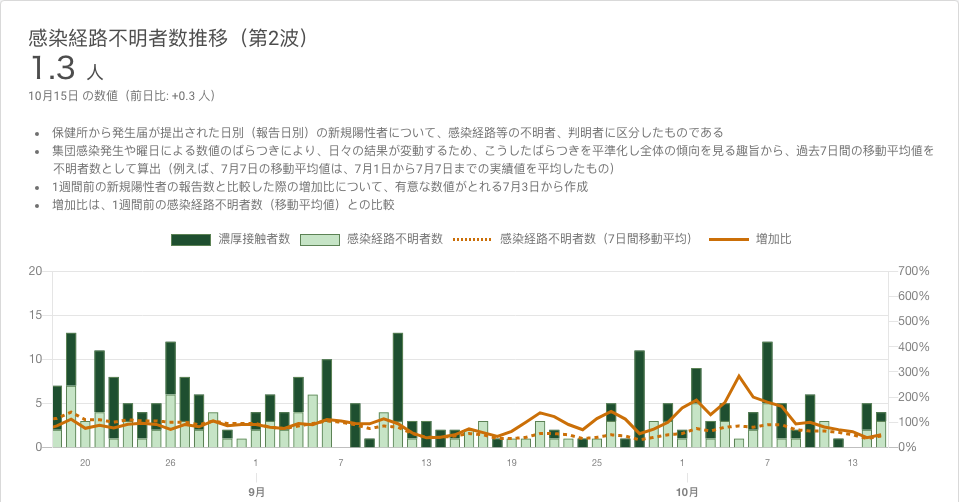 感染経路不明者数推移（第2波）
1.3 人
10月15日 の数値（前日比: +0.3 人）
• 保健所から発生届が提出された日別（報告日別）の新規陽性者について、感染経路等の不明者、判明者に区分したものである
• 集団感染発生や曜日による数値のばらつきにより、日々の結果が変動するため、こうしたばらつきを平準化し全体の傾向を見る趣旨から、過去7日間の移動平均値を
不明者数として算出（例えば、7月7日の移動平均値は、7月1日から7月7日までの実績値を平均したもの）
• 1週間前の新規陽性者の報告数と比較した際の増加比について、有意な数値がとれる7月3日から作成
• 増加比は、1週間前の感染経路不明者数（移動平均値）との比較
濃厚接触者数 感染経路不明者数 感染経路不明者数（7日間移動平均） 増加比
20 700%
600%
15 500%
400%
10 300%
5 200%
100%
0 0%
20 26 1 7 13 19 25 1 7 13
9月 10月